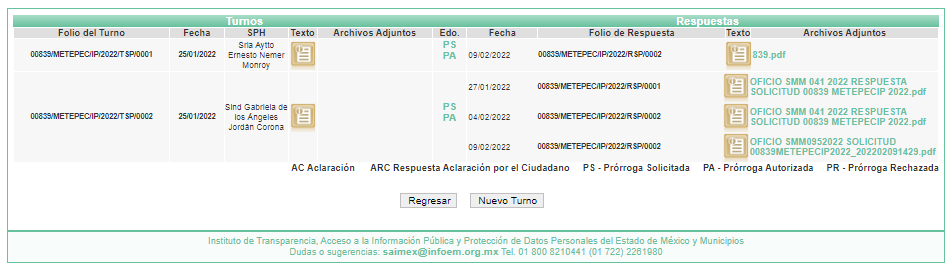 Turnos Respuestas
Folio del Turno Fecha SPH Texto Archivos Adjuntos Edo. Fecha Folio de Respuesta Texto Archivos Adjuntos
00839/METEPEC/IP/2022/TSP/0001 25/01/2022 Sria Aytto Ernesto Nemer Monroy PS PA 09/02/2022 00839/METEPEC/IP/2022/RSP/0002 839.pdf
00839/METEPEC/IP/2022/TSP/0002 25/01/2022 Sind Gabriela de los Ángeles Jordán Corona PS PA
27/01/2022 00839/METEPEC/IP/2022/RSP/0001 OFICIO SMM 041 2022 RESPUESTA
SOLICITUD 00839 METEPECIP 2022.pdf
04/02/2022 00839/METEPEC/IP/2022/RSP/0002 OFICIO SMM 041 2022 RESPUESTA
SOLICITUD 00839 METEPECIP 2022.pdf
09/02/2022 00839/METEPEC/IP/2022/RSP/0002 OFICIO SMM0952022 SOLICITUD
00839METEPECIP2022_202202091429.pdf
AC Aclaración ARC Respuesta Aclaración por el Ciudadano PS - Prórroga Solicitada PA - Prórroga Autorizada PR - Prórroga Rechazada
Regresar Nuevo Turno
Instituto de Transparencia, Acceso a la Información Pública y Protección de Datos Personales del Estado de México y Municipios
Dudas o sugerencias: saimex@infoem.org.mx Tel. 01 800 8210441 (01 722) 2261980